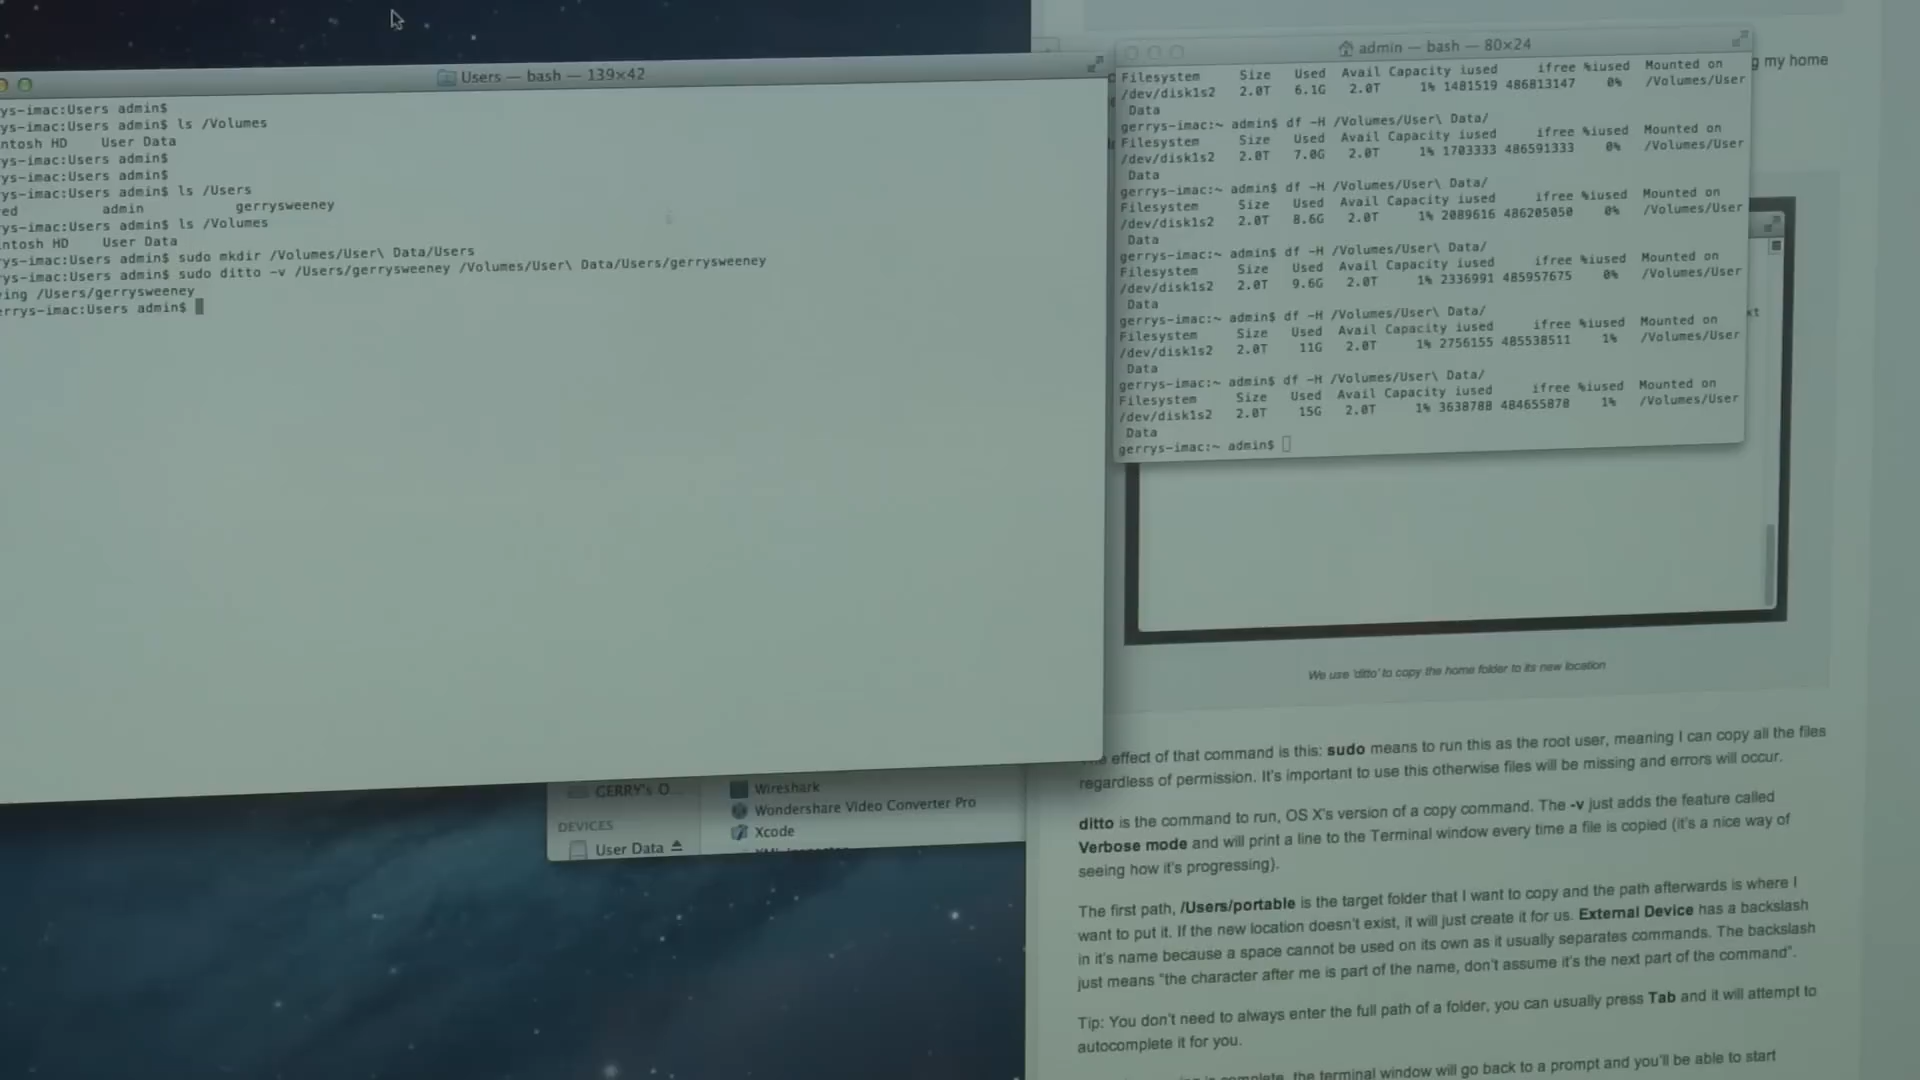 Users — bash — 139×42
rys-imac:Users admin$
rys-imac:Users admin$ ls /Volumes
ntosh HD    User Data
rys-imac:Users admin$
rys-imac:Users admin$
rys-imac:Users admin$ ls /Users
red    admin    gerrysweeney
rys-imac:Users admin$ ls /Volumes
ntosh HD    User Data
rys-imac:Users admin$ sudo mkdir /Volumes/User\ Data/Users
rys-imac:Users admin$ sudo ditto -v /Users/gerrysweeney /Volumes/User\ Data/Users/gerrysweeney
ying /Users/gerrysweeney
errys-imac:Users admin$
admin — bash — 80×24
Filesystem Size Used Avail Capacity iused ifree %iused Mounted on
/dev/disk1s2 2.0T 6.1G 2.0T 1% 1481519 486813147 0% /Volumes/User
Data
gerrys-imac:~ admin$ df -H /Volumes/User\ Data/
Filesystem Size Used Avail Capacity iused ifree %iused Mounted on
/dev/disk1s2 2.0T 7.0G 2.0T 1% 1703333 486591333 0% /Volumes/User
Data
gerrys-imac:~ admin$ df -H /Volumes/User\ Data/
Filesystem Size Used Avail Capacity iused ifree %iused Mounted on
/dev/disk1s2 2.0T 8.6G 2.0T 1% 2089616 486205050 0% /Volumes/User
Data
gerrys-imac:~ admin$ df -H /Volumes/User\ Data/
Filesystem Size Used Avail Capacity iused ifree %iused Mounted on
/dev/disk1s2 2.0T 9.6G 2.0T 1% 2336991 485957675 0% /Volumes/User
Data
gerrys-imac:~ admin$ df -H /Volumes/User\ Data/
Filesystem Size Used Avail Capacity iused ifree %iused Mounted on
/dev/disk1s2 2.0T 11G 2.0T 1% 2756155 485538511 1% /Volumes/User
Data
gerrys-imac:~ admin$ df -H /Volumes/User\ Data/
Filesystem Size Used Avail Capacity iused ifree %iused Mounted on
/dev/disk1s2 2.0T 15G 2.0T 1% 3638788 484655878 1% /Volumes/User
Data
gerrys-imac:~ admin$
g my home
xt
We use 'ditto' to copy the home folder to its new location
effect of that command is this: sudo means to run this as the root user, meaning I can copy all the files
regardless of permission. It's important to use this otherwise files will be missing and errors will occur.
ditto is the command to run, OS X's version of a copy command. The -v just adds the feature called
Verbose mode and will print a line to the Terminal window every time a file is copied (it's a nice way of
seeing how it's progressing).
The first path, /Users/portable is the target folder that I want to copy and the path afterwards is where I
want to put it. If the new location doesn't exist, it will just create it for us. External Device has a backslash
in it's name because a space cannot be used on its own as it usually separates commands. The backslash
just means "the character after me is part of the name, don't assume it's the next part of the command".
Tip: You don't need to always enter the full path of a folder, you can usually press Tab and it will attempt to
autocomplete it for you.
complete, the terminal window will go back to a prompt and you'll be able to start
GERRY's O...
DEVICES
User Data
Wireshark
Wondershare Video Converter Pro
Xcode